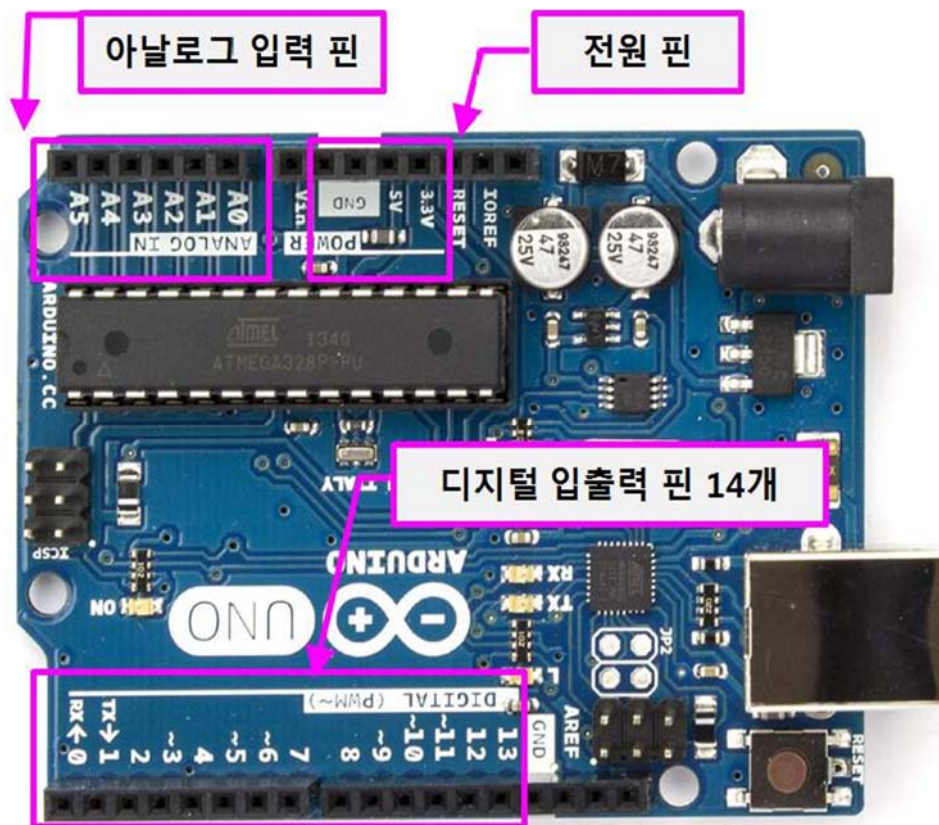 아날로그 입력 핀
전원 핀
A5
A4
A3
A2
A1
A0
Vin
GND
5V
3.3V
RESET
IOREF
ANALOG IN
POWER
M7
47
25V
47
25V
ARDUINO.CC
ATMEL
1346
ATMEGA328P-PU
디지털 입출력 핀 14개
ICSP
ARDUINO
ON
UNO
RX
TX
L
JP2
DIGITAL (PWM~)
RX←0
TX→1
2
~3
4
~5
~6
7
8
~9
~10
~11
12
13
GND
AREF
RESET